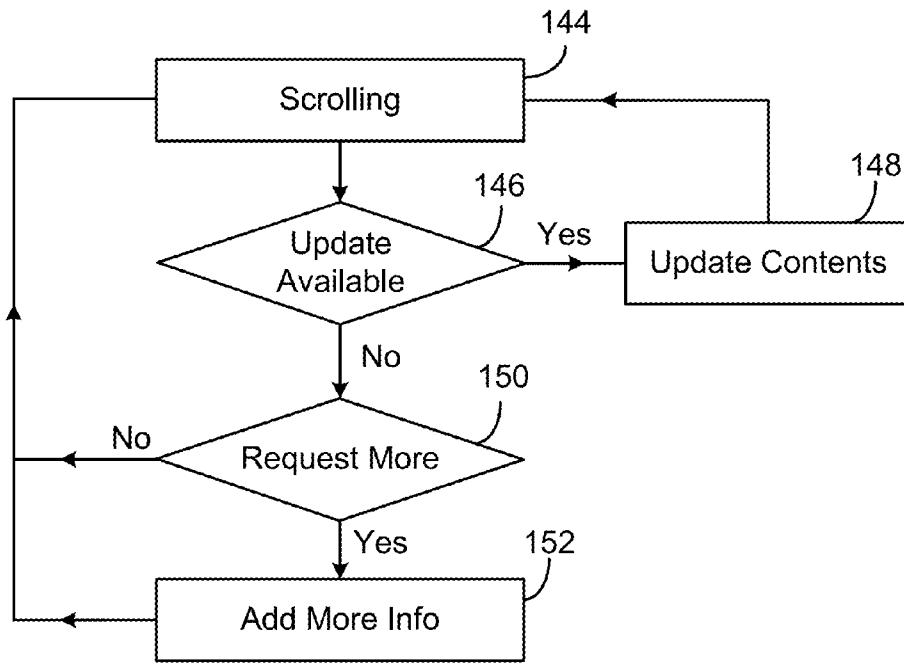 144
Scrolling
146
148
Update
Available
Yes
Update Contents
No
150
No
Request More
Yes
152
Add More Info